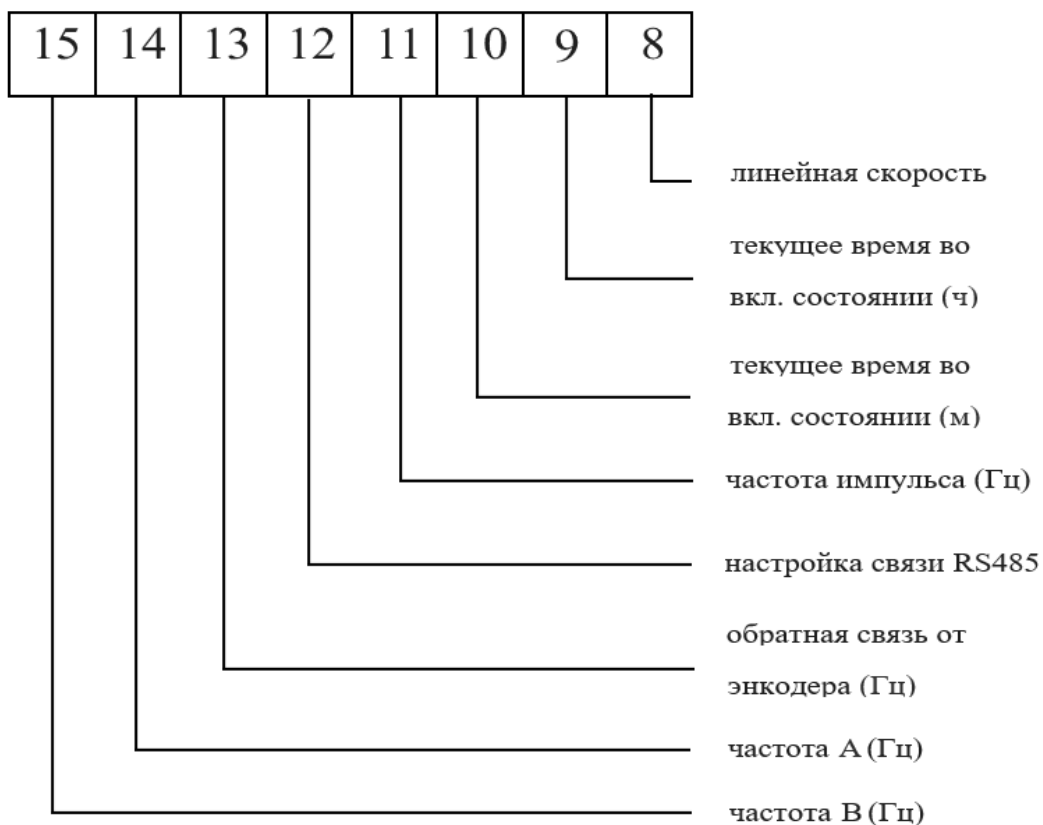 15 14 13 12 11 10 9 8
линейная скорость
текущее время во
вкл. состоянии (ч)
текущее время во
вкл. состоянии (м)
частота импульса (Гц)
настройка связи RS485
обратная связь от
энкодера (Гц)
частота А (Гц)
частота В (Гц)